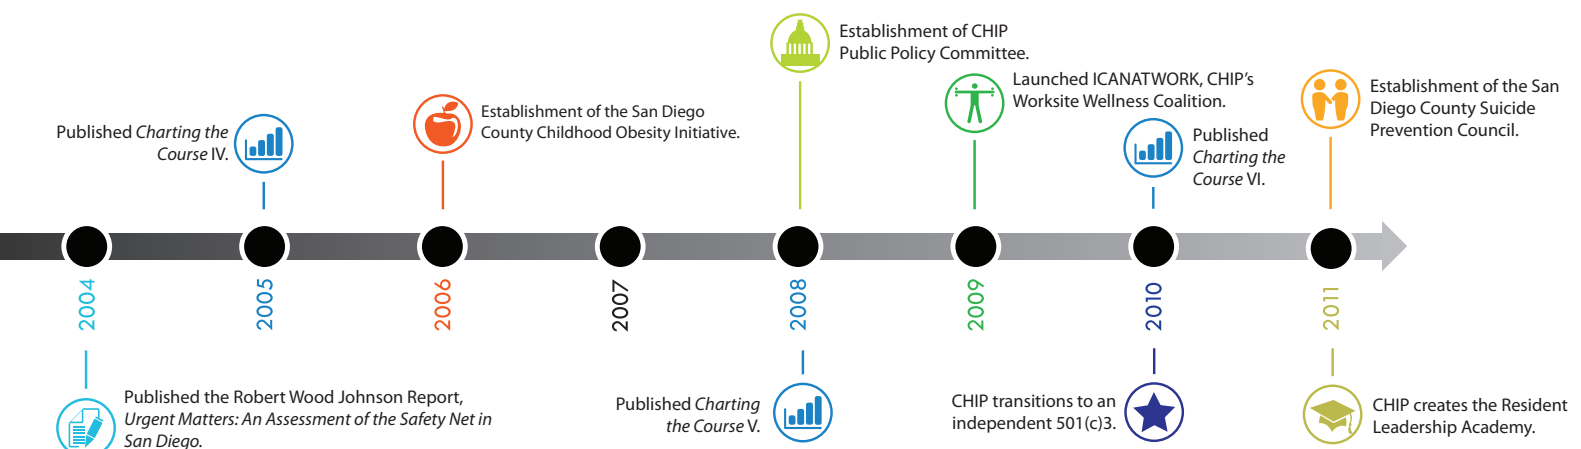 Establishment of CHIP
Public Policy Committee.
Launched ICANATWORK, CHIP's
Worksite Wellness Coalition.
Establishment of the San
Diego County Suicide
Prevention Council.
Establishment of the San Diego
County Childhood Obesity Initiative.
Published Charting the
Course IV.
Published
Charting the
Course VI.
2004
2005
2006
2007
2008
2009
2010
2011
Published the Robert Wood Johnson Report,
Urgent Matters: An Assessment of the Safety Net in
San Diego.
Published Charting
the Course V.
CHIP transitions to an
independent 501(c)3.
CHIP creates the Resident
Leadership Academy.